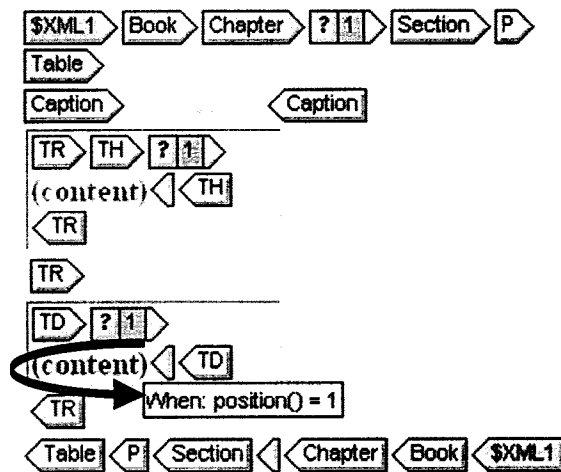 $XML1 Book Chapter ? 1 Section P
Table
Caption Caption
TR TH ? 1
(content) TH
TR
TR
TD ? 1
(content) TD
TR When: position() = 1
Table P Section Chapter Book $XML1